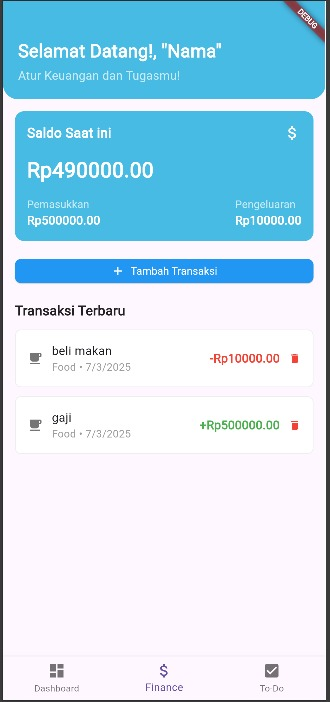 DEBUG
Selamat Datang!, "Nama"
Atur Keuangan dan Tugasmu!
Saldo Saat ini $
Rp490000.00
Pemasukkan Pengeluaran
Rp500000.00 Rp10000.00
+ Tambah Transaksi
Transaksi Terbaru
beli makan
-Rp10000.00
Food • 7/3/2025
gaji
+Rp500000.00
Food • 7/3/2025
$
Dashboard Finance To-Do